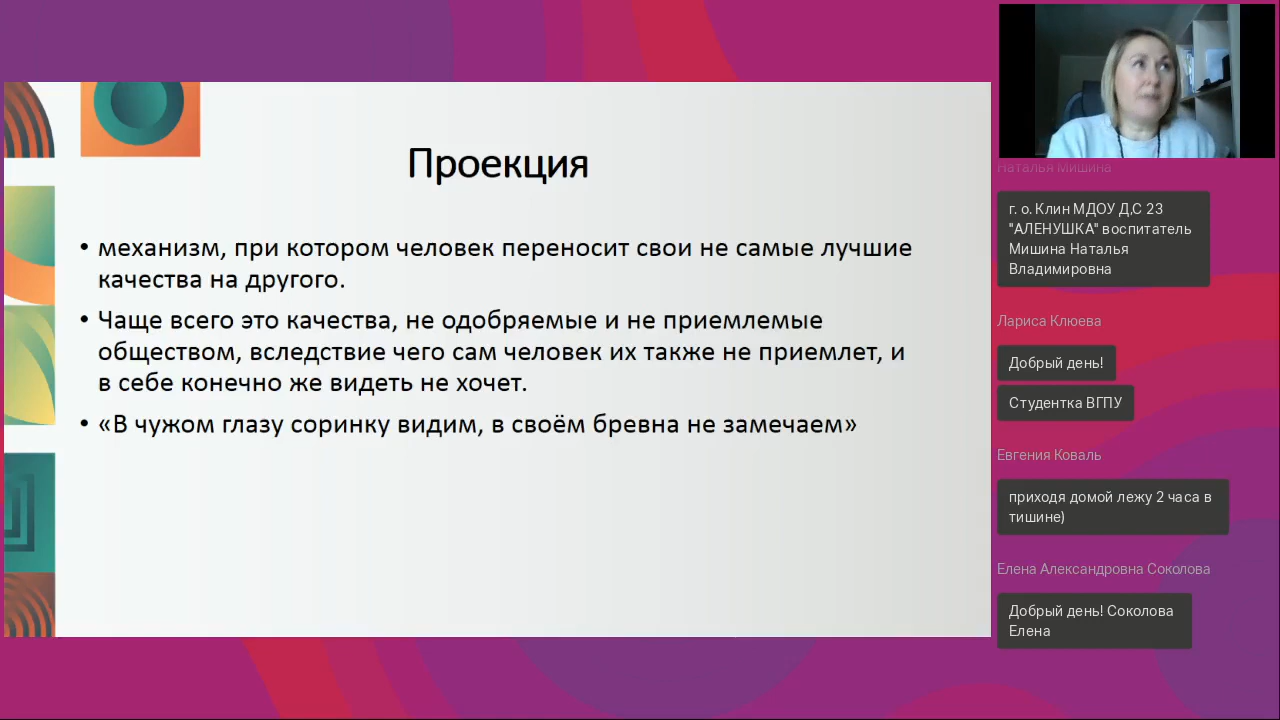 Проекция
• механизм, при котором человек переносит свои не самые лучшие
качества на другого.
• Чаще всего это качества, не одобряемые и не приемлемые
обществом, вследствие чего сам человек их также не приемлет, и
в себе конечно же видеть не хочет.
• «В чужом глазу соринку видим, в своём бревна не замечаем»
Наталья Мишина
г. о. Клин МДОУ Д,С 23
"АЛЕНУШКА" воспитатель
Мишина Наталья
Владимировна
Лариса Клюева
Добрый день!
Студентка ВГПУ
Евгения Коваль
приходя домой лежу 2 часа в
тишине)
Елена Александровна Соколова
Добрый день! Соколова
Елена